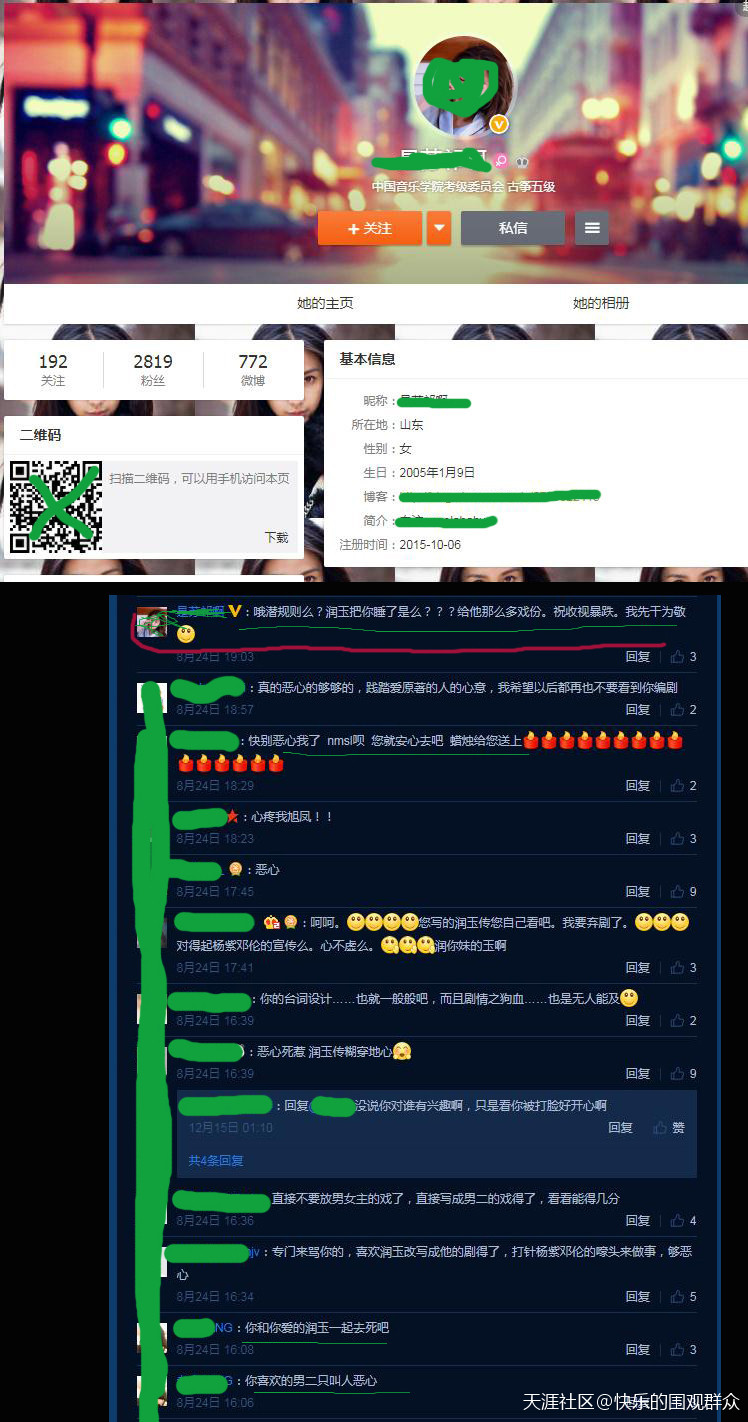 中国音乐学院考级委员会 古筝五级
+ 关注
私信
她的主页
她的相册
192
关注
2819
粉丝
772
微博
二维码
扫描二维码，可以用手机访问本页
下载
基本信息
昵称：
所在地：山东
性别：女
生日：2005年1月9日
博客：
简介：
注册时间：2015-10-06
：哦潜规则么？润玉把你睡了是么？？？给他那么多戏份。祝收视暴跌。我先干为敬
8月24日 19:03 回复 3
：真的恶心的够够的，践踏爱原著的人的心意，我希望以后都再也不要看到你编剧
8月24日 18:57 回复 2
：快别恶心我了 nmsl呗 您就安心去吧 蜡烛给您送上
8月24日 18:29 回复 2
：心疼我旭凤！！
8月24日 18:23 回复 3
：恶心
8月24日 17:45 回复 9
：呵呵。您写的润玉传您自己看吧。我要弃剧了。
对得起杨紫邓伦的宣传么。心不虚么。润你妹的玉啊
8月24日 17:41 回复 3
：你的台词设计……也就一般般吧，而且剧情之狗血……也是无人能及
8月24日 16:39 回复 2
：恶心死惹 润玉传糊穿地心
8月24日 16:39 回复 9
：回复 没说你对谁有兴趣啊，只是看你被打脸好开心啊
12月15日 01:10 回复 赞
共4条回复
直接不要放男女主的戏了，直接写成男二的戏得了，看看能得几分
8月24日 16:36 回复 4
jv：专门来骂你的，喜欢润玉改写成他的剧得了，打针杨紫邓伦的噱头来做事，够恶
心
8月24日 16:34 回复 5
NG：你和你爱的润玉一起去死吧
8月24日 16:08 回复 3
G：你喜欢的男二只叫人恶心
8月24日 16:06
天涯社区@快乐的围观群众